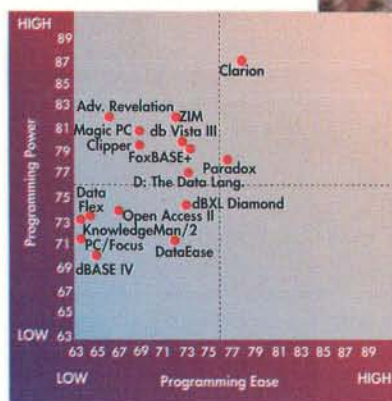 HIGH
89
87
85
83
81
79
77
75
73
71
69
67
65
63
LOW
Programming Power
Clarion
Adv. Revelation
ZIM
Magic PC
db Vista III
Clipper
FoxBASE+
Paradox
D: The Data Lang.
Data
Flex
dBXL Diamond
Open Access II
KnowledgeMan/2
PC/Focus
DataEase
dBASE IV
63 65 67 69 71 73 75 77 79 81 83 85 87 89
LOW
Programming Ease
HIGH